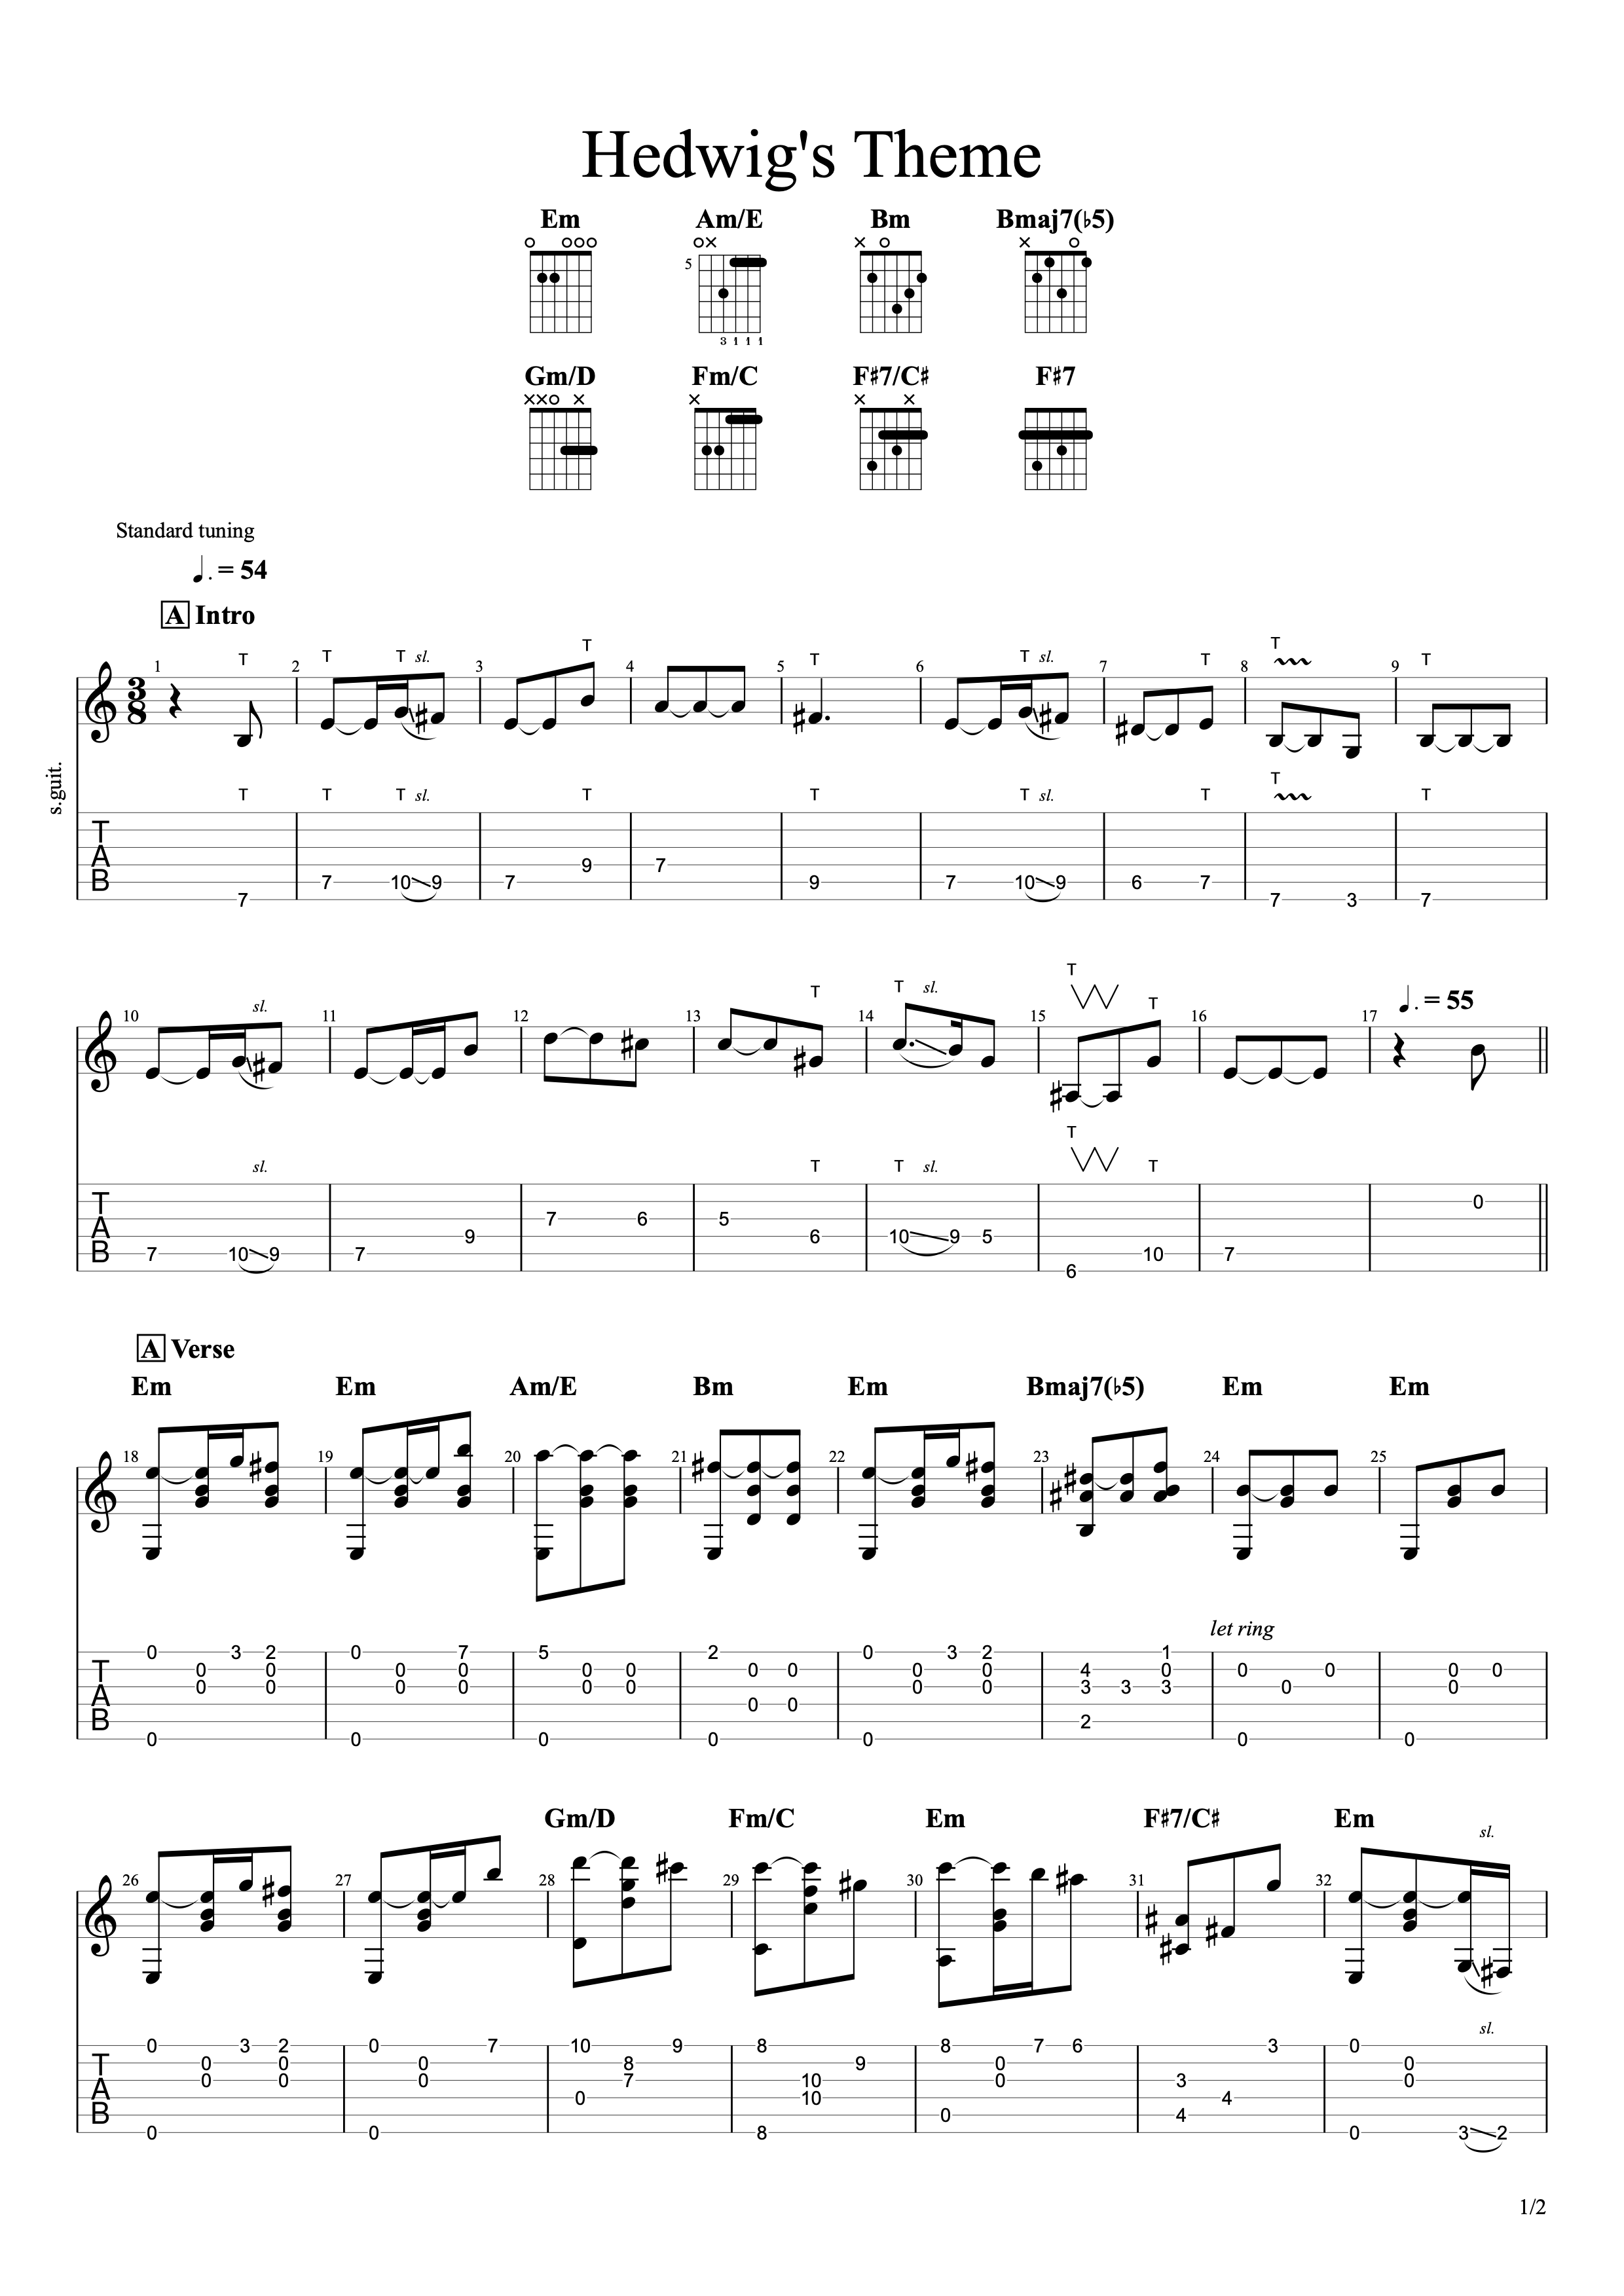 Hedwig's Theme
Em Am/E Bm Bmaj7(♭5)
5
3 1 1 1
Gm/D Fm/C F♯7/C♯ F♯7
Standard tuning
♩. = 54
A Intro
1 T 2 T T sl. 3 T 4 5 T 6 T sl. 7 T 8 T 9 T
3
8
s.guit.
T T T sl. T T T sl. T T T
T
A
B
7 7 10 9 7 9 7 9 7 10 9 6 7 7 3 7
♩. = 55
10 sl. 11 12 13 T 14 T sl. 15 T T 16 17
sl. T T sl. T T
T
A
B
7 10 9 7 9 7 6 5 6 10 9 5 6 10 7 0
A Verse
Em Em Am/E Bm Em Bmaj7(♭5) Em Em
18 19 20 21 22 23 24 25
let ring
T
A
B
0 3 2 0 7 5 2 0 3 2 1
0 0 0 0 0 0 0 0 0 0 4 0 0 0 0 0
0 0 0 0 0 0 0 0 3 3 3 0 0
0 0
2
0 0 0 0 0 0 0
Gm/D Fm/C Em F♯7/C♯ Em
26 27 28 29 30 31 32 sl.
sl.
T
A
B
0 3 2 0 7 10 9 8 8 7 6 3 0
0 0 0 8 9 0 0
0 0 0 7 10 0 3 0
0 10 4
0 4
0 0 8 0 3 2
1/2